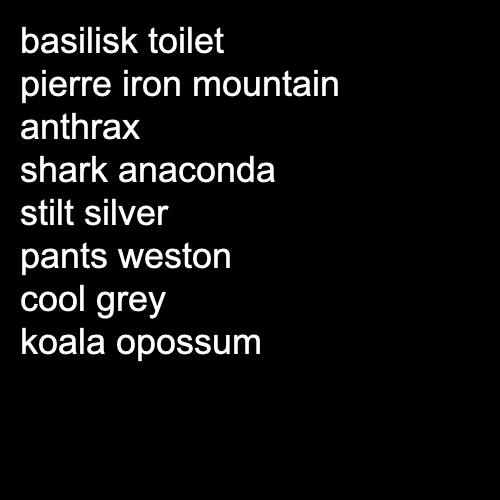 basilisk toilet
pierre iron mountain
anthrax
shark anaconda
stilt silver
pants weston
cool grey
koala opossum